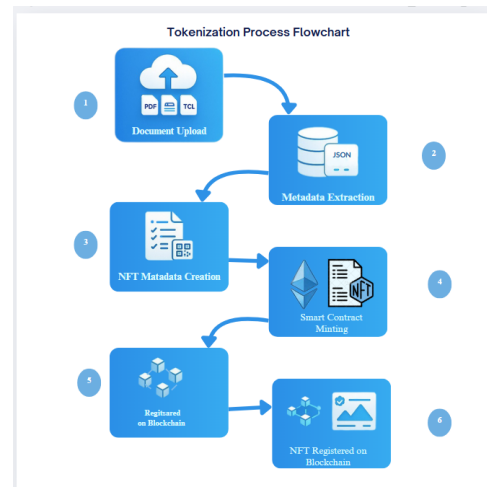 Tokenization Process Flowchart
1
PDF
TCL
Document Upload
JSON
2
Metadata Extraction
3
NFT Matadata Creation
NFT
4
Smart Contract
Minting
5
Regittared
on Blockchain
6
NFT Registered on
Blockchain